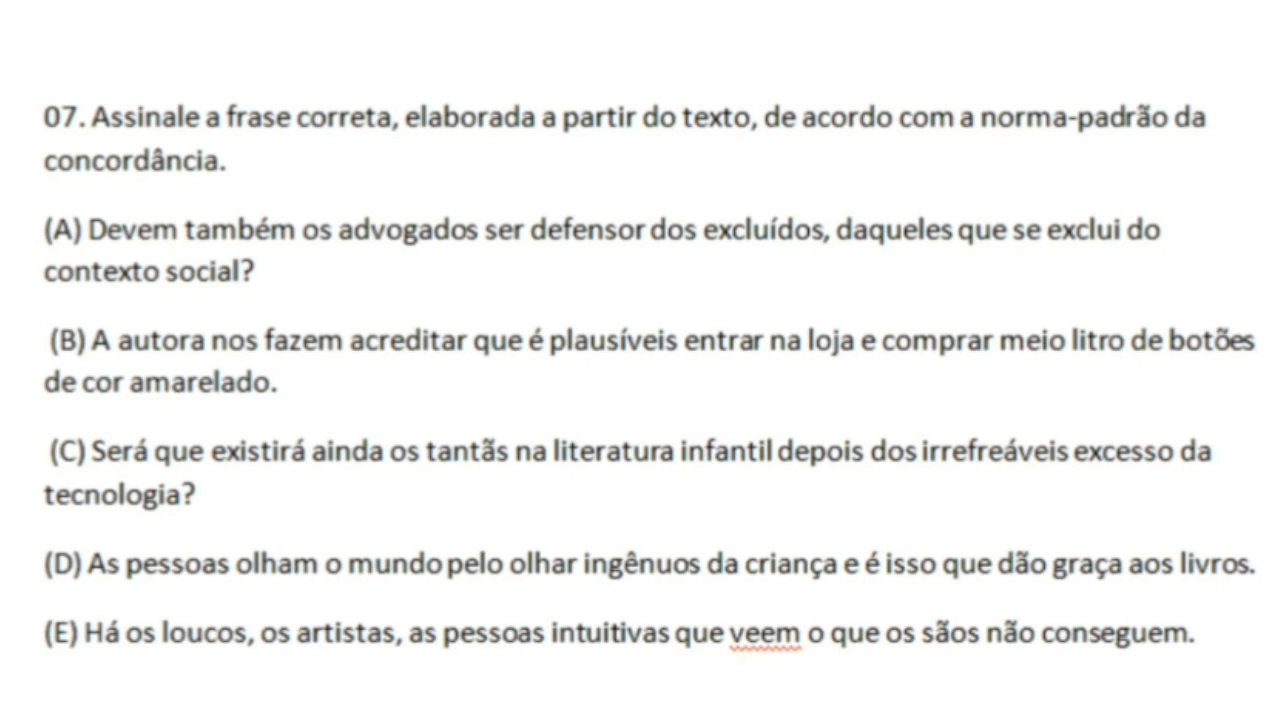 07. Assinale a frase correta, elaborada a partir do texto, de acordo com a norma-padrão da
concordância.
(A) Devem também os advogados ser defensor dos excluídos, daqueles que se exclui do
contexto social?
(B) A autora nos fazem acreditar que é plausíveis entrar na loja e comprar meio litro de botões
de cor amarelado.
(C) Será que existirá ainda os tantãs na literatura infantil depois dos irrefreáveis excesso da
tecnologia?
(D) As pessoas olham o mundo pelo olhar ingênuos da criança e é isso que dão graça aos livros.
(E) Há os loucos, os artistas, as pessoas intuitivas que veem o que os sãos não conseguem.